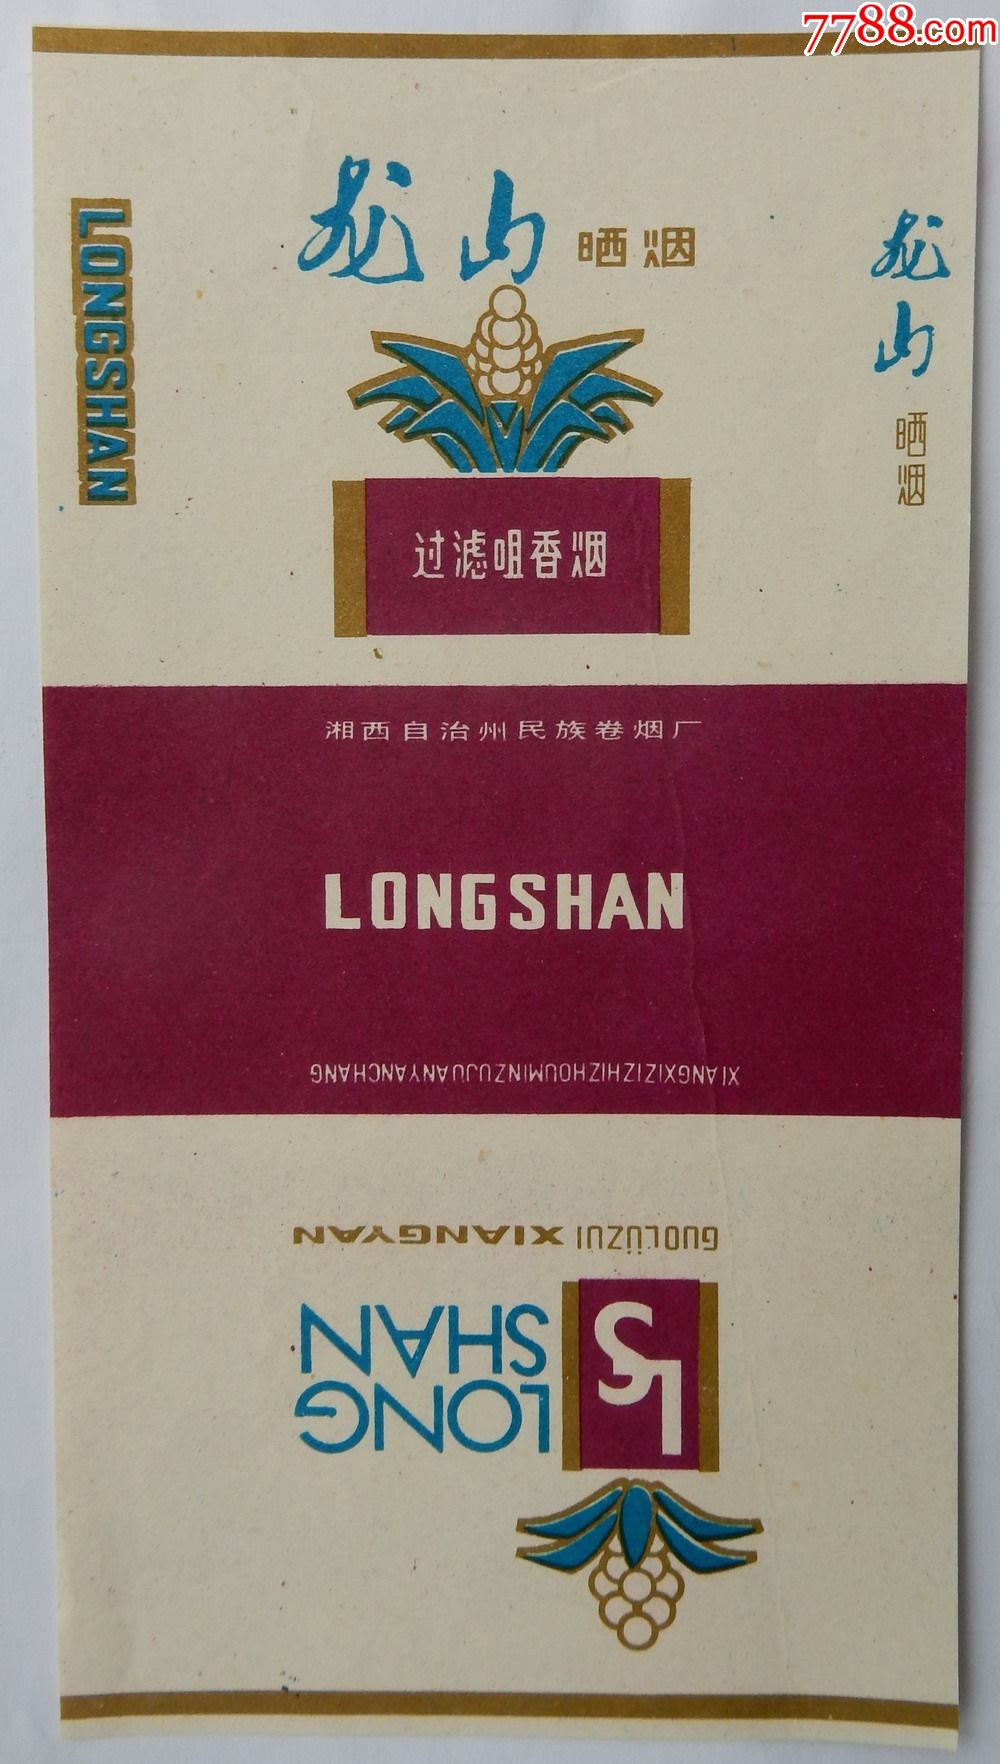 7788.com
龙山 晒烟
LONGSHAN
龙山 晒烟
过滤咀香烟
湘西自治州民族卷烟厂
LONGSHAN
XIANGXIZIZHIZHOUMINZUJUANYANCHANG
GUOLÜZUI XIANGYAN
LS
LONG
SHAN